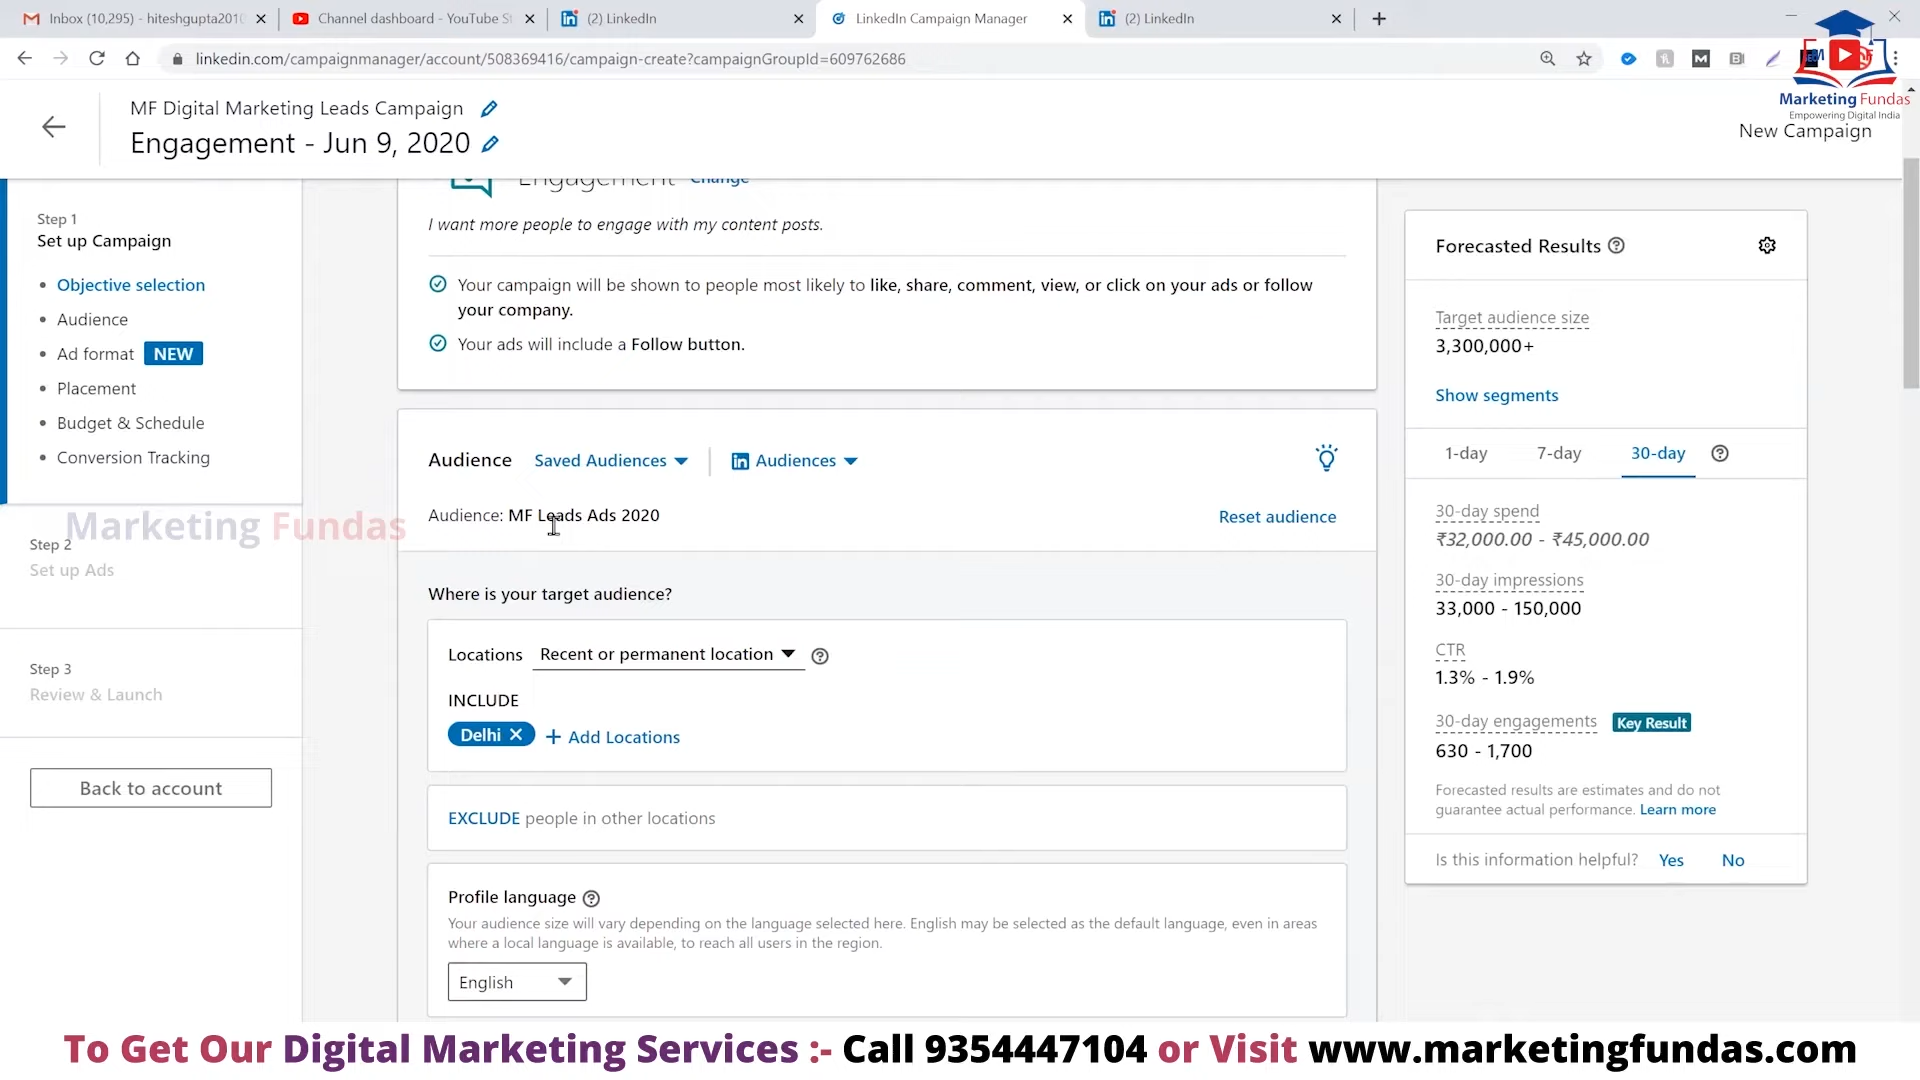 Inbox (10,295) - hiteshgupta2010
Channel dashboard - YouTube St
(2) LinkedIn
LinkedIn Campaign Manager
(2) LinkedIn
linkedin.com/campaignmanager/account/508369416/campaign-create?campaignGroupId=609762686
Marketing Fundas
Empowering Digital India
MF Digital Marketing Leads Campaign
Engagement - Jun 9, 2020
New Campaign
Step 1
Set up Campaign
Objective selection
Audience
Ad format NEW
Placement
Budget & Schedule
Conversion Tracking
Marketing Fundas
Step 2
Set up Ads
Step 3
Review & Launch
Back to account
Engagement Change
I want more people to engage with my content posts.
Your campaign will be shown to people most likely to like, share, comment, view, or click on your ads or follow
your company.
Your ads will include a Follow button.
Audience Saved Audiences in Audiences
Audience: MF Leads Ads 2020 Reset audience
Where is your target audience?
Locations Recent or permanent location
INCLUDE
Delhi + Add Locations
EXCLUDE people in other locations
Profile language
Your audience size will vary depending on the language selected here. English may be selected as the default language, even in areas
where a local language is available, to reach all users in the region.
English
Forecasted Results
Target audience size
3,300,000+
Show segments
1-day 7-day 30-day
30-day spend
₹32,000.00 - ₹45,000.00
30-day impressions
33,000 - 150,000
CTR
1.3% - 1.9%
30-day engagements Key Result
630 - 1,700
Forecasted results are estimates and do not
guarantee actual performance. Learn more
Is this information helpful? Yes No
To Get Our Digital Marketing Services :- Call 9354447104 or Visit www.marketingfundas.com